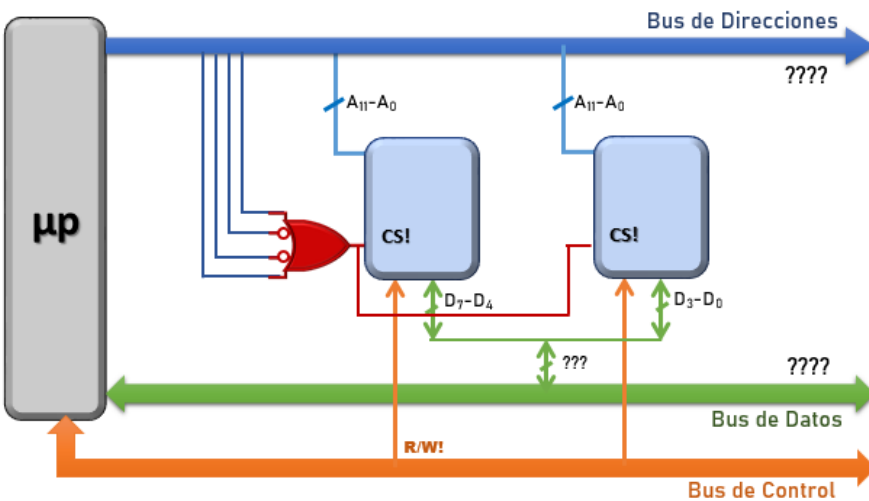 Bus de Direcciones
????
A₁₁-A₀
A₁₁-A₀
μp
CS!
CS!
D₇-D₄
D₃-D₀
???
????
Bus de Datos
R/W!
Bus de Control